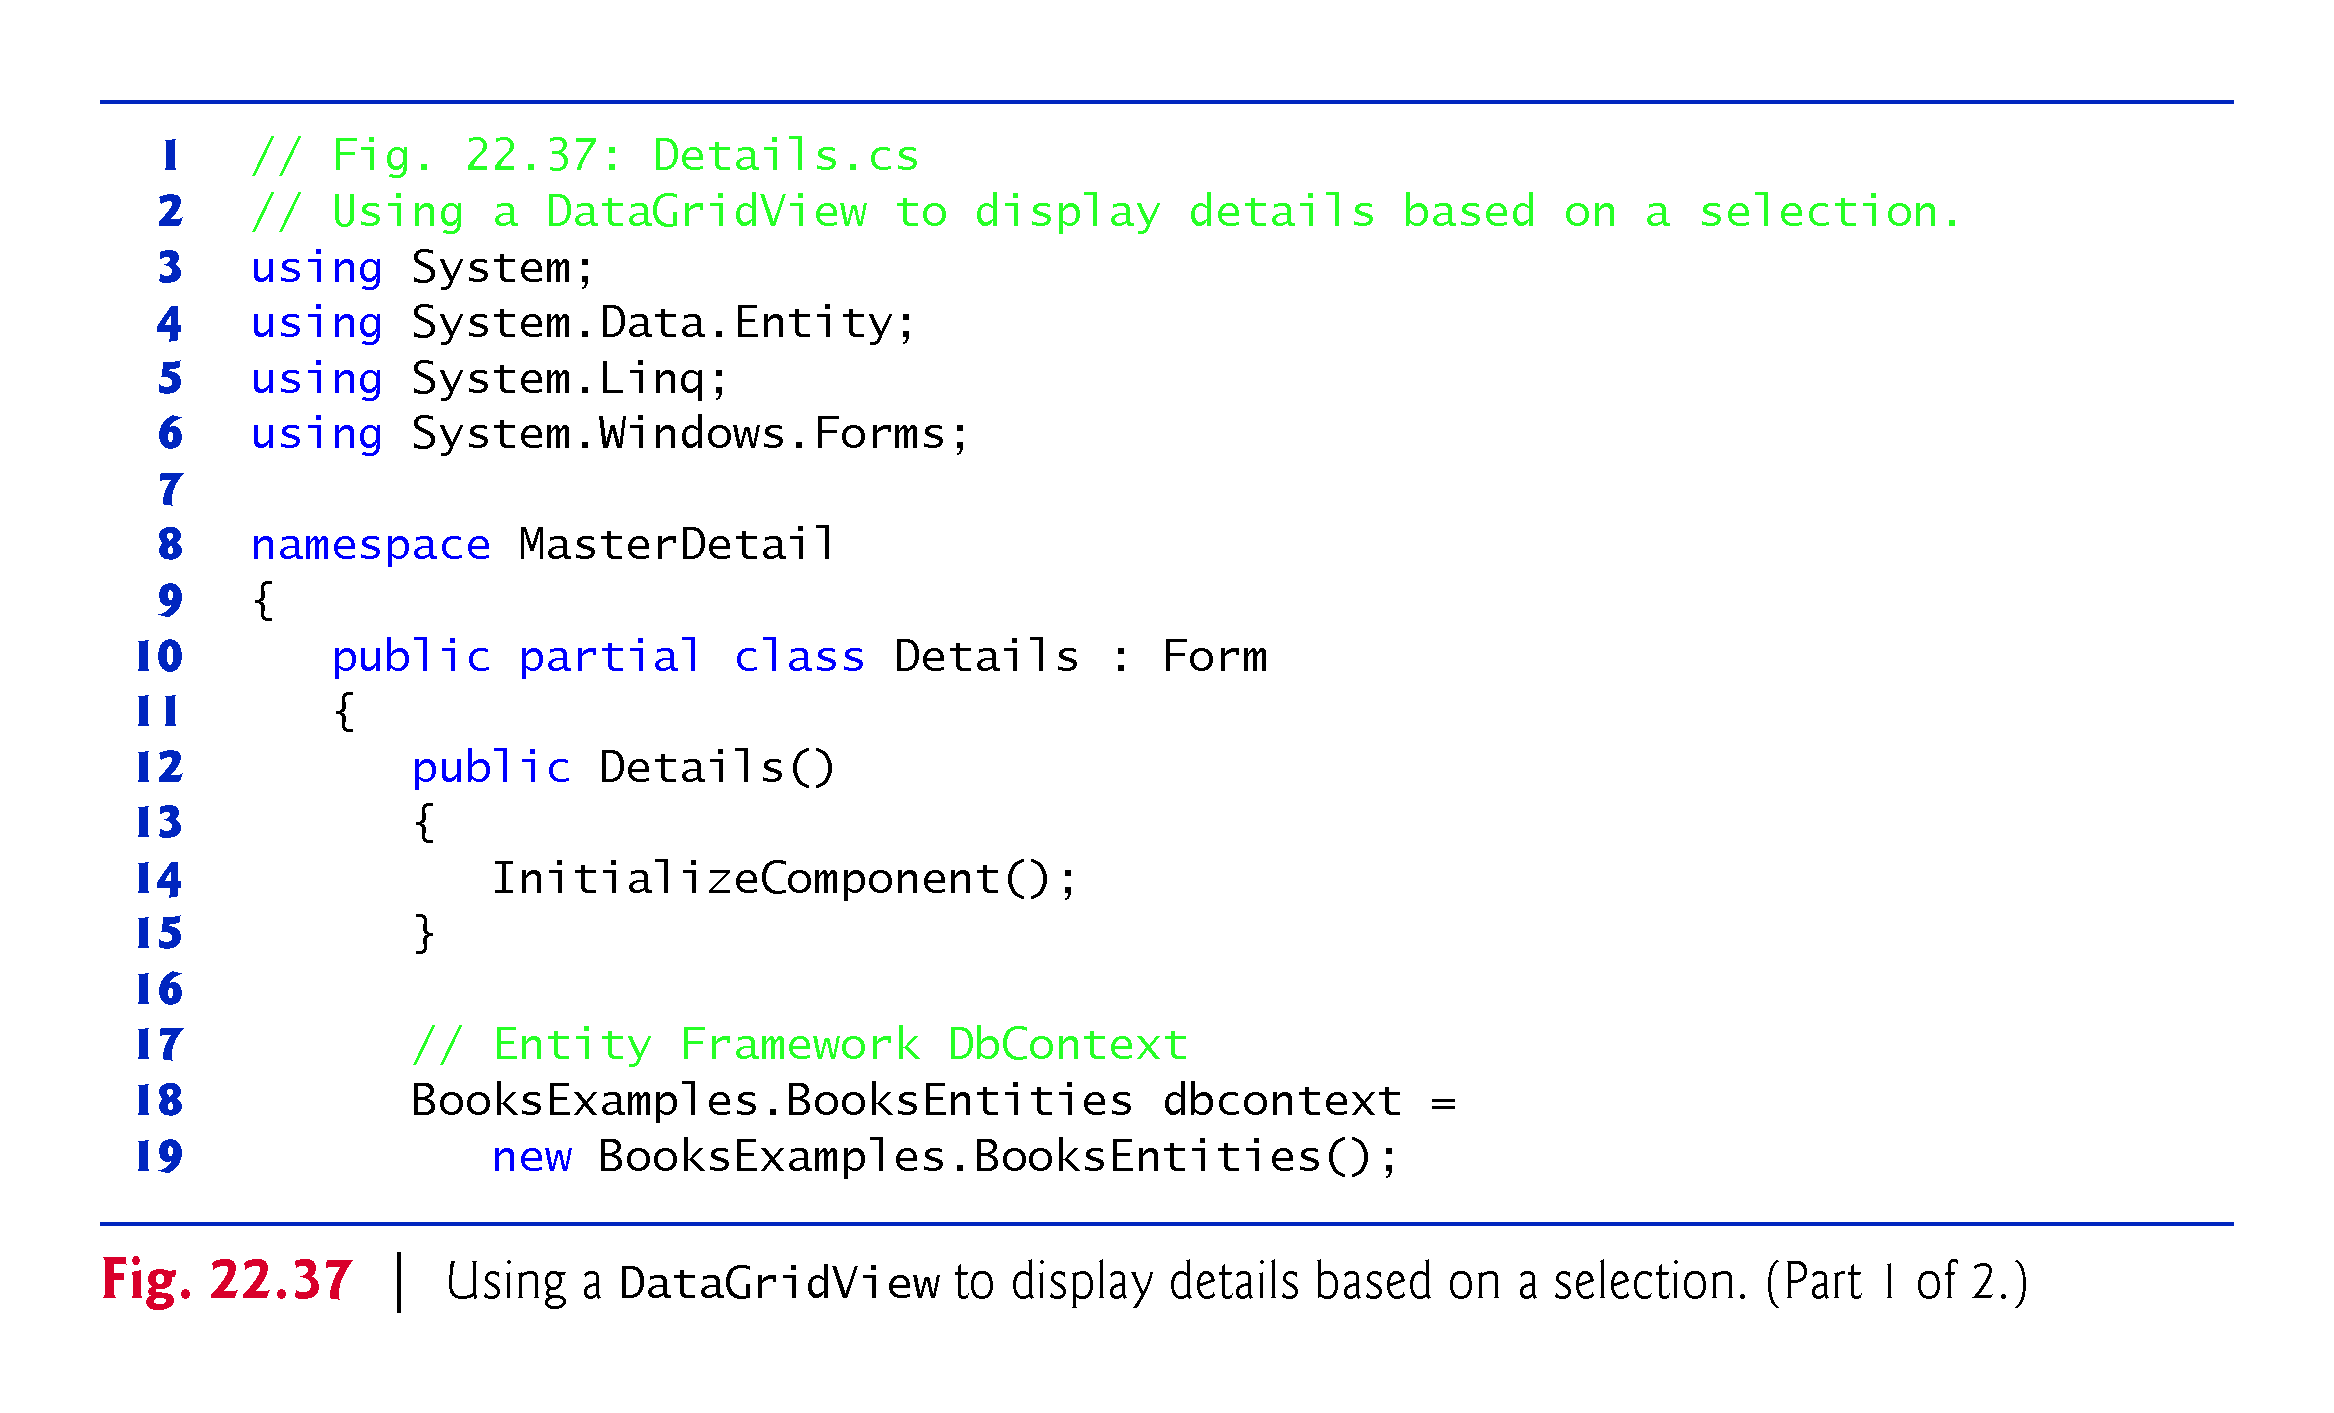 1 // Fig. 22.37: Details.cs
2 // Using a DataGridView to display details based on a selection.
3 using System;
4 using System.Data.Entity;
5 using System.Linq;
6 using System.Windows.Forms;
7
8 namespace MasterDetail
9 {
10 public partial class Details : Form
11 {
12 public Details()
13 {
14 InitializeComponent();
15 }
16
17 // Entity Framework DbContext
18 BooksExamples.BooksEntities dbcontext =
19 new BooksExamples.BooksEntities();
Fig. 22.37 | Using a DataGridView to display details based on a selection. (Part 1 of 2.)